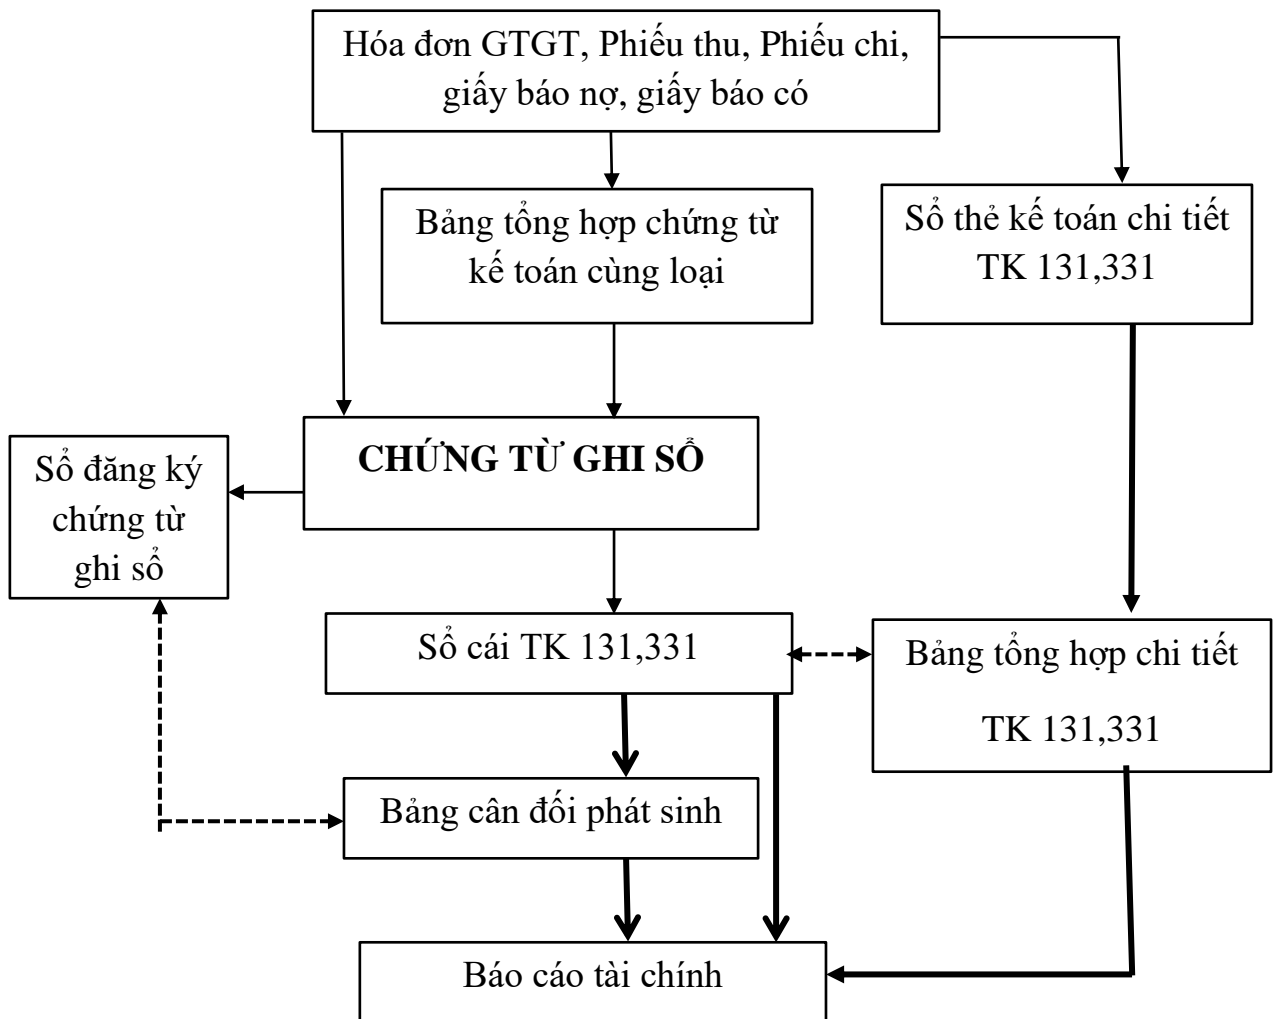 Hóa đơn GTGT, Phiếu thu, Phiếu chi,
giấy báo nợ, giấy báo có
Bảng tổng hợp chứng từ
kế toán cùng loại
Sổ thẻ kế toán chi tiết
TK 131,331
CHỨNG TỪ GHI SỔ
Sổ đăng ký
chứng từ
ghi sổ
Sổ cái TK 131,331
Bảng tổng hợp chi tiết
TK 131,331
Bảng cân đối phát sinh
Báo cáo tài chính